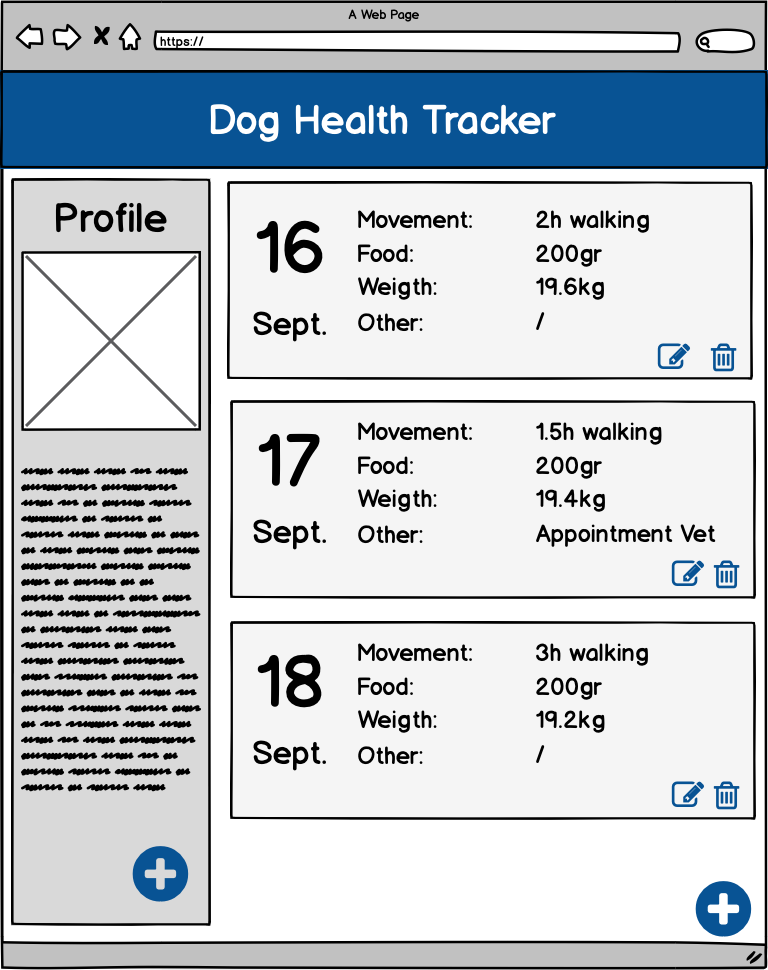 A Web Page
https://
Dog Health Tracker
Profile
16
Sept.
Movement: 2h walking
Food: 200gr
Weigth: 19.6kg
Other: /
17
Sept.
Movement: 1.5h walking
Food: 200gr
Weigth: 19.4kg
Other: Appointment Vet
18
Sept.
Movement: 3h walking
Food: 200gr
Weigth: 19.2kg
Other: /